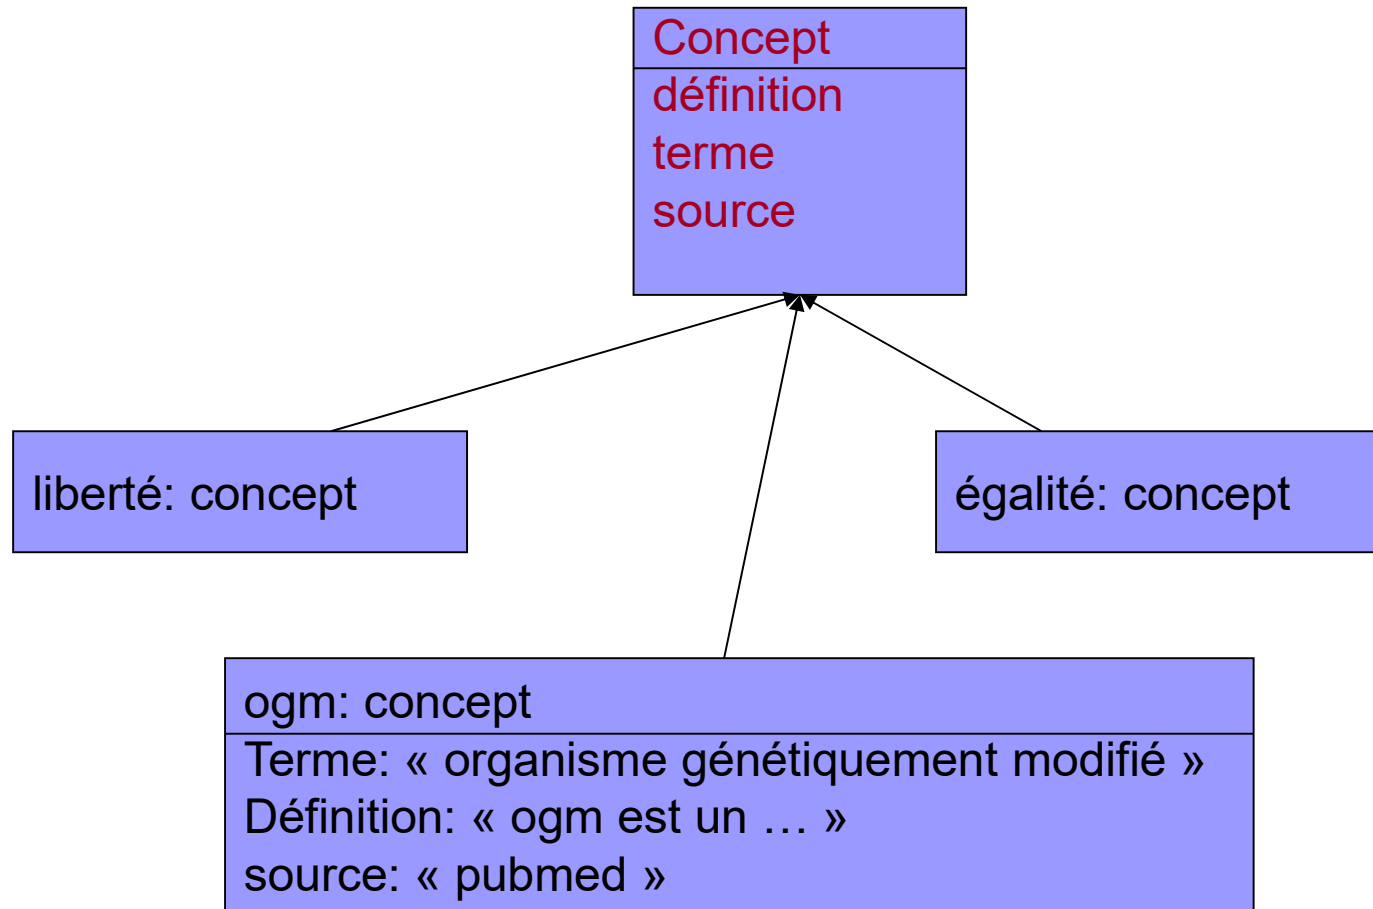 Concept
définition
terme
source
liberté: concept
égalité: concept
ogm: concept
Terme: « organisme génétiquement modifié »
Définition: « ogm est un … »
source: « pubmed »